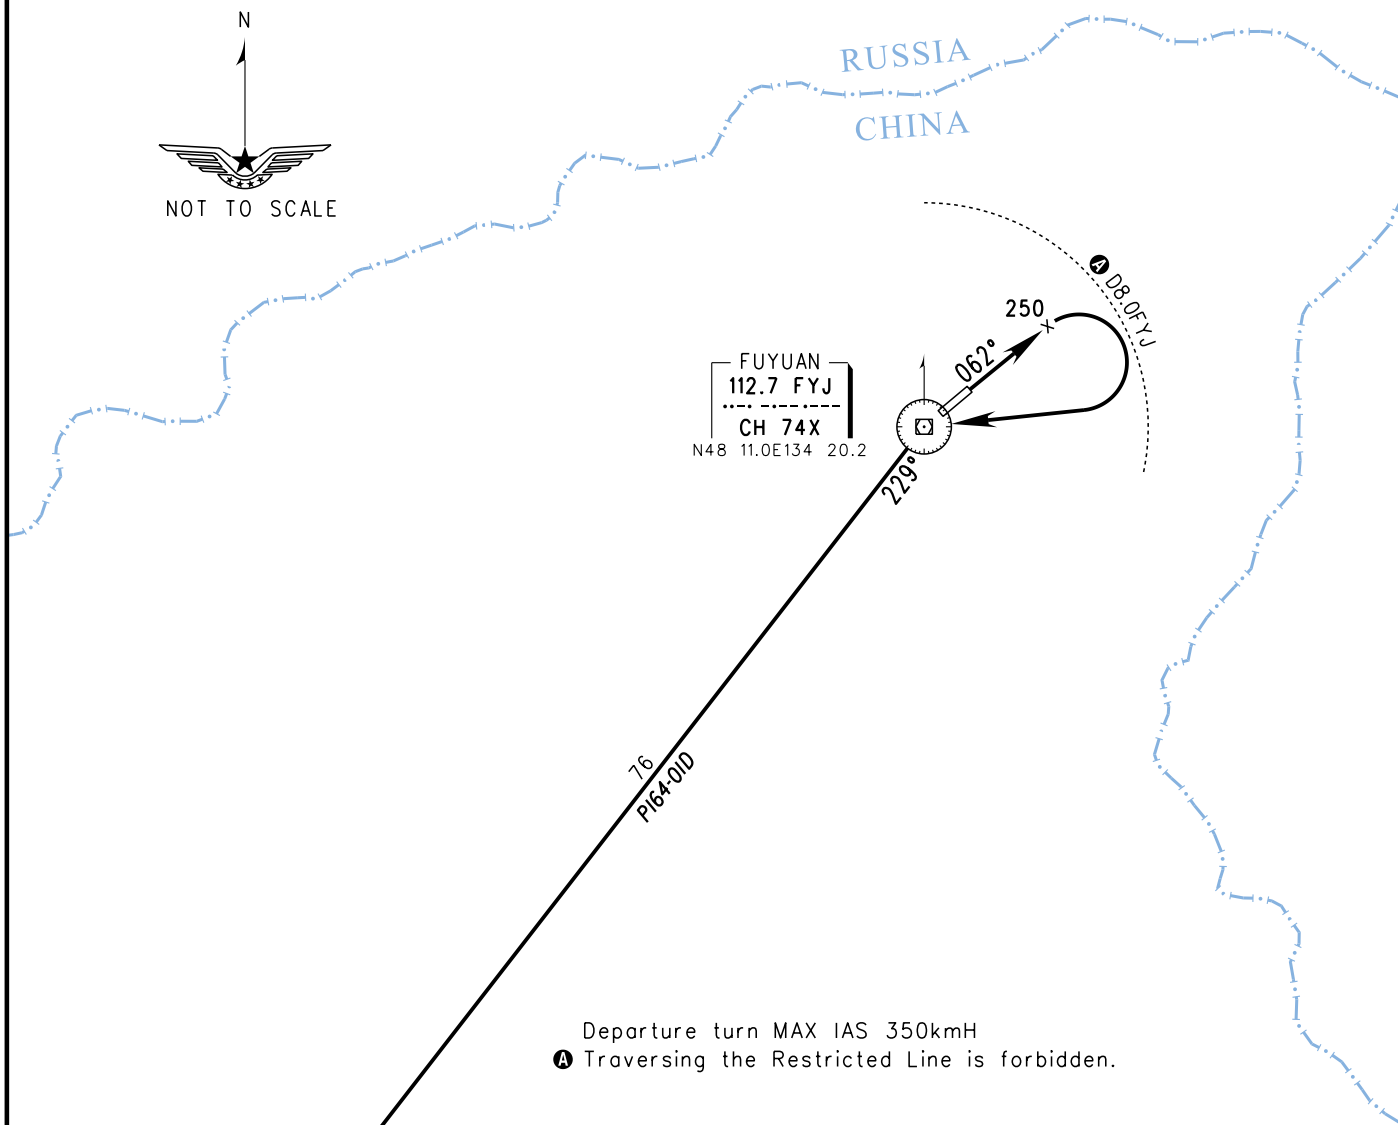 N
RUSSIA
CHINA
NOT TO SCALE
A D8.0FYJ
250
062°
FUYUAN
112.7 FYJ
CH 74X
N48 11.0E134 20.2
229°
76
P164-01D
Departure turn MAX IAS 350kmH
A Traversing the Restricted Line is forbidden.